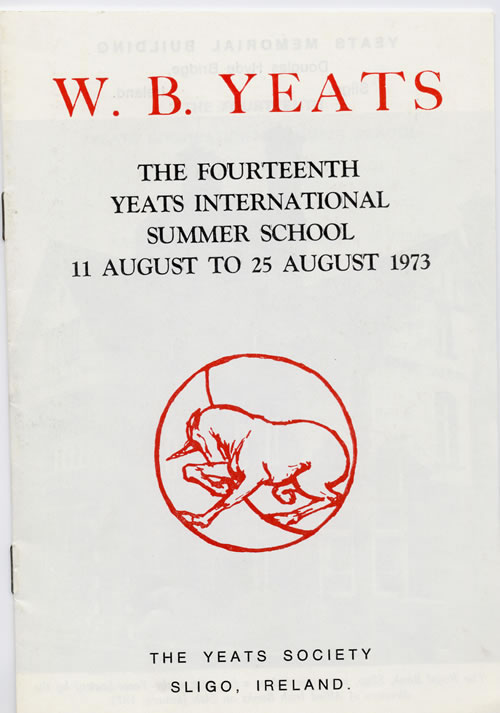 W. B. YEATS
THE FOURTEENTH
YEATS INTERNATIONAL
SUMMER SCHOOL
11 AUGUST TO 25 AUGUST 1973
THE YEATS SOCIETY
SLIGO, IRELAND.